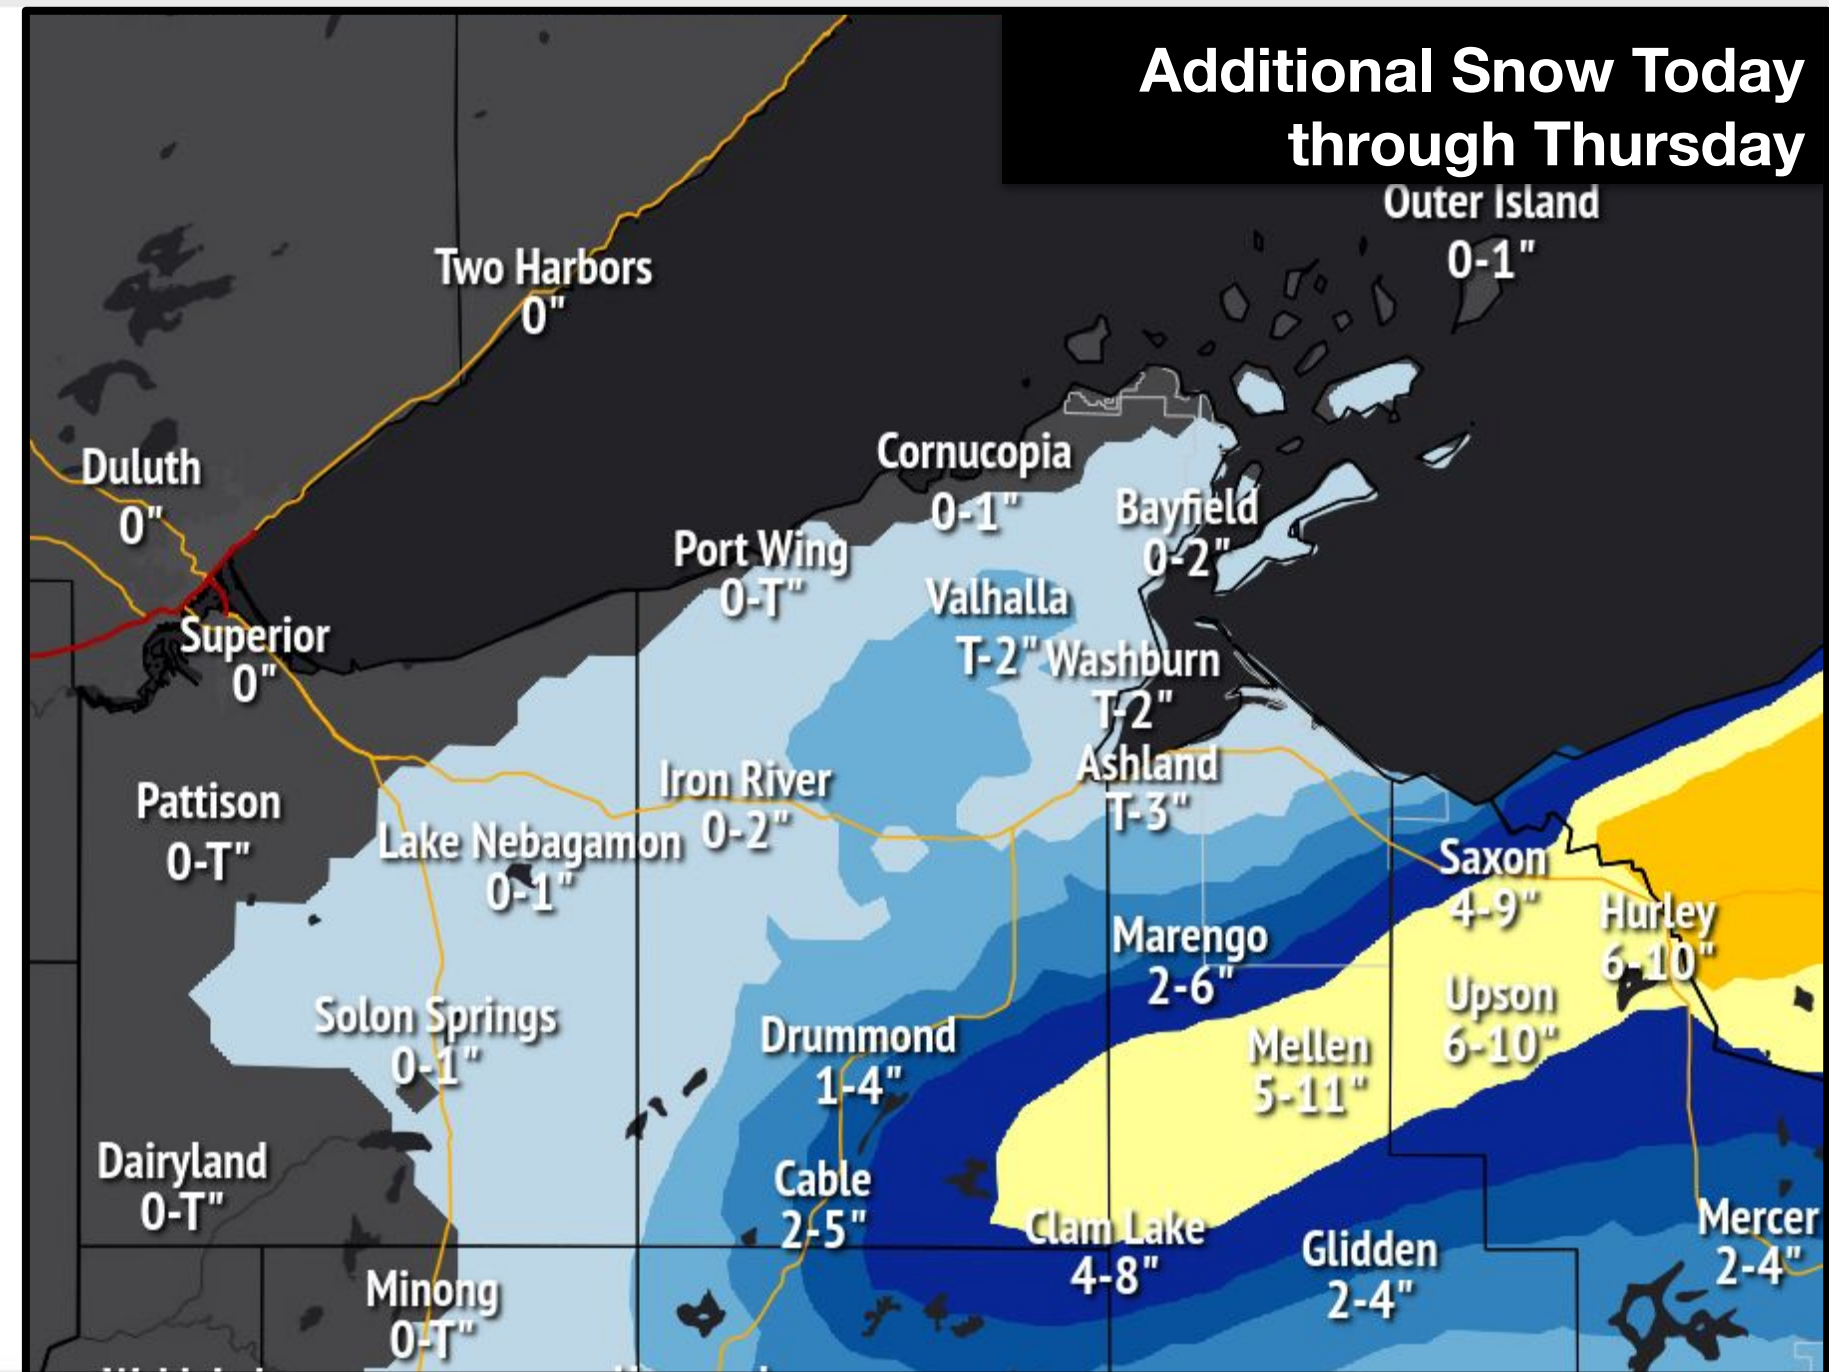 Additional Snow Today
through Thursday
Outer Island
0-1"
Two Harbors
0"
Duluth
0"
Cornucopia
0-1"
Bayfield
0-2"
Port Wing
0-T"
Valhalla
T-2"
Superior
0"
Washburn
T-2"
Ashland
T-3"
Iron River
0-2"
Pattison
0-T"
Lake Nebagamon
0-1"
Saxon
4-9"
Hurley
6-10"
Marengo
2-6"
Upson
6-10"
Solon Springs
0-1"
Drummond
1-4"
Mellen
5-11"
Dairyland
0-T"
Cable
2-5"
Clam Lake
4-8"
Glidden
2-4"
Mercer
2-4"
Minong
0-T"